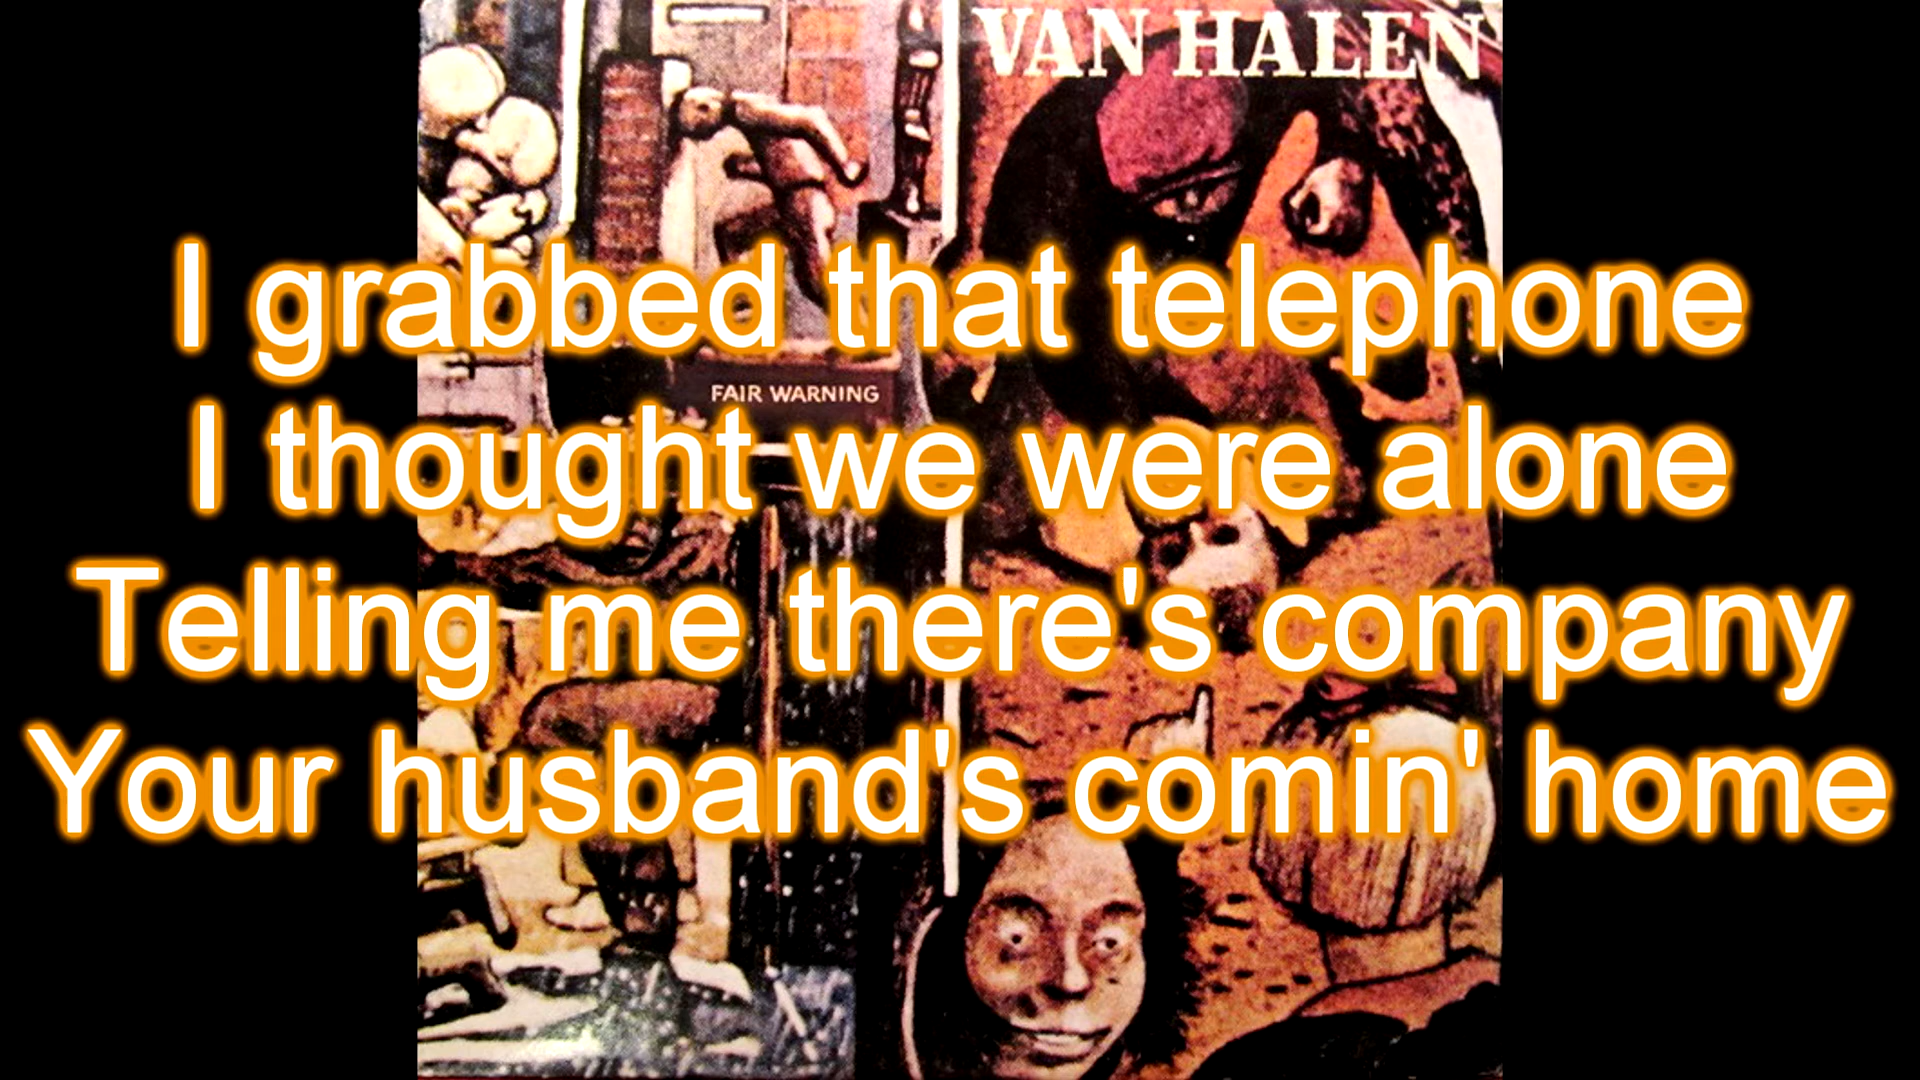 VAN HALEN
I grabbed that telephone
FAIR WARNING
I thought we were alone
Telling me there's company
Your husband's comin' home